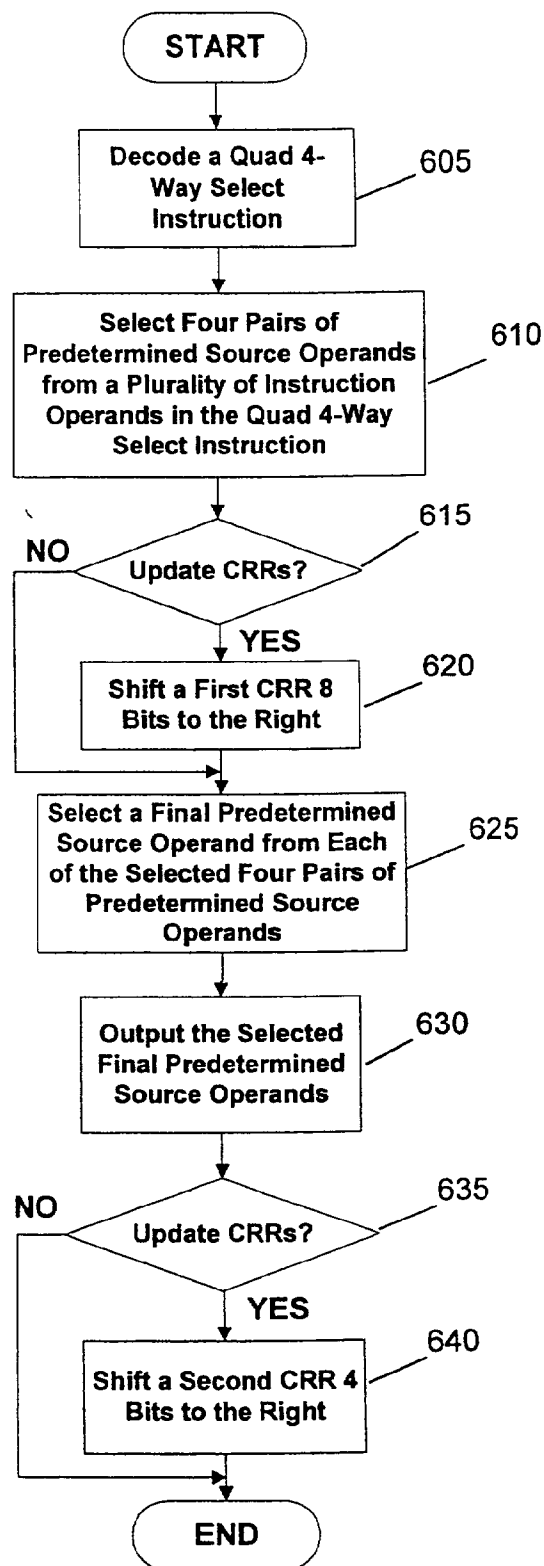 START
Decode a Quad 4-
Way Select
Instruction
605
Select Four Pairs of
Predetermined Source Operands
from a Plurality of Instruction
Operands in the Quad 4-Way
Select Instruction
610
615
NO
Update CRRs?
YES
620
Shift a First CRR 8
Bits to the Right
Select a Final Predetermined
Source Operand from Each
of the Selected Four Pairs of
Predetermined Source
Operands
625
Output the Selected
Final Predetermined
Source Operands
630
635
NO
Update CRRs?
YES
640
Shift a Second CRR 4
Bits to the Right
END